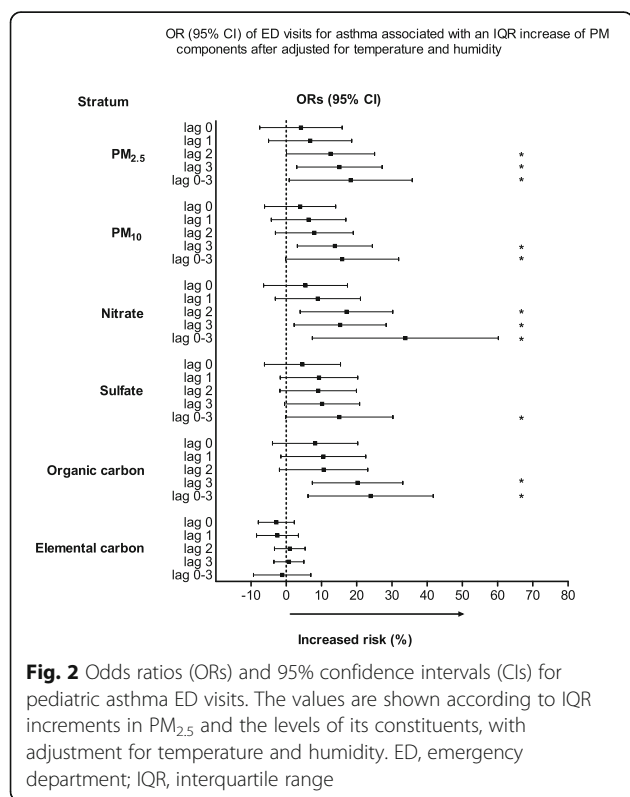 OR (95% CI) of ED visits for asthma associated with an IQR increase of PM
components after adjusted for temperature and humidity
Stratum ORs (95% CI)
PM2.5
lag 0
lag 1
lag 2 *
lag 3 *
lag 0-3 *
PM10
lag 0
lag 1
lag 2
lag 3 *
lag 0-3 *
Nitrate
lag 0
lag 1
lag 2 *
lag 3 *
lag 0-3 *
Sulfate
lag 0
lag 1
lag 2
lag 3
lag 0-3 *
Organic carbon
lag 0
lag 1
lag 2
lag 3 *
lag 0-3 *
Elemental carbon
lag 0
lag 1
lag 2
lag 3
lag 0-3
-10 0 10 20 30 40 50 60 70 80
Increased risk (%)
Fig. 2 Odds ratios (ORs) and 95% confidence intervals (CIs) for
pediatric asthma ED visits. The values are shown according to IQR
increments in PM2.5 and the levels of its constituents, with
adjustment for temperature and humidity. ED, emergency
department; IQR, interquartile range